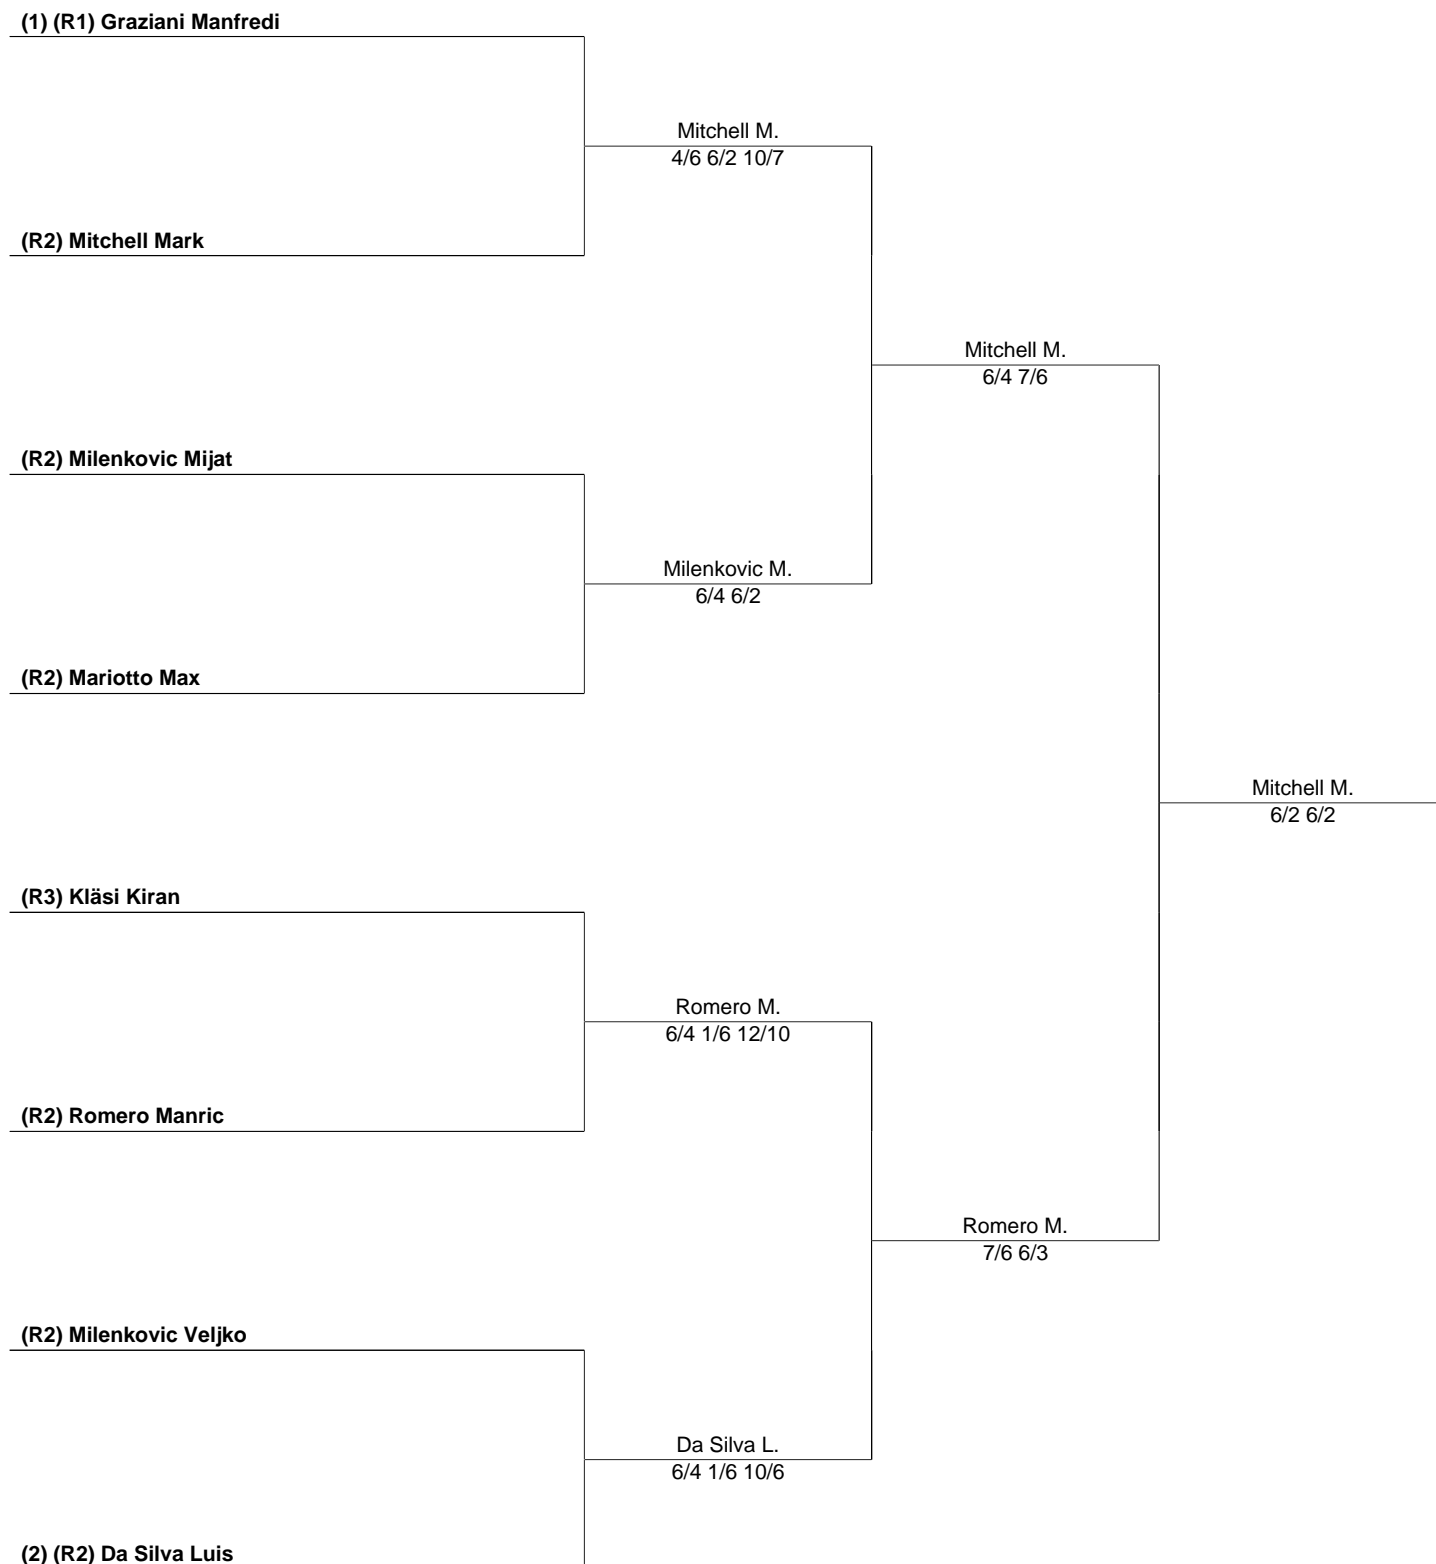 (1) (R1) Graziani Manfredi
Mitchell M.
4/6 6/2 10/7
(R2) Mitchell Mark
Mitchell M.
6/4 7/6
(R2) Milenkovic Mijat
Milenkovic M.
6/4 6/2
(R2) Mariotto Max
Mitchell M.
6/2 6/2
(R3) Kläsi Kiran
Romero M.
6/4 1/6 12/10
(R2) Romero Manric
Romero M.
7/6 6/3
(R2) Milenkovic Veljko
Da Silva L.
6/4 1/6 10/6
(2) (R2) Da Silva Luis